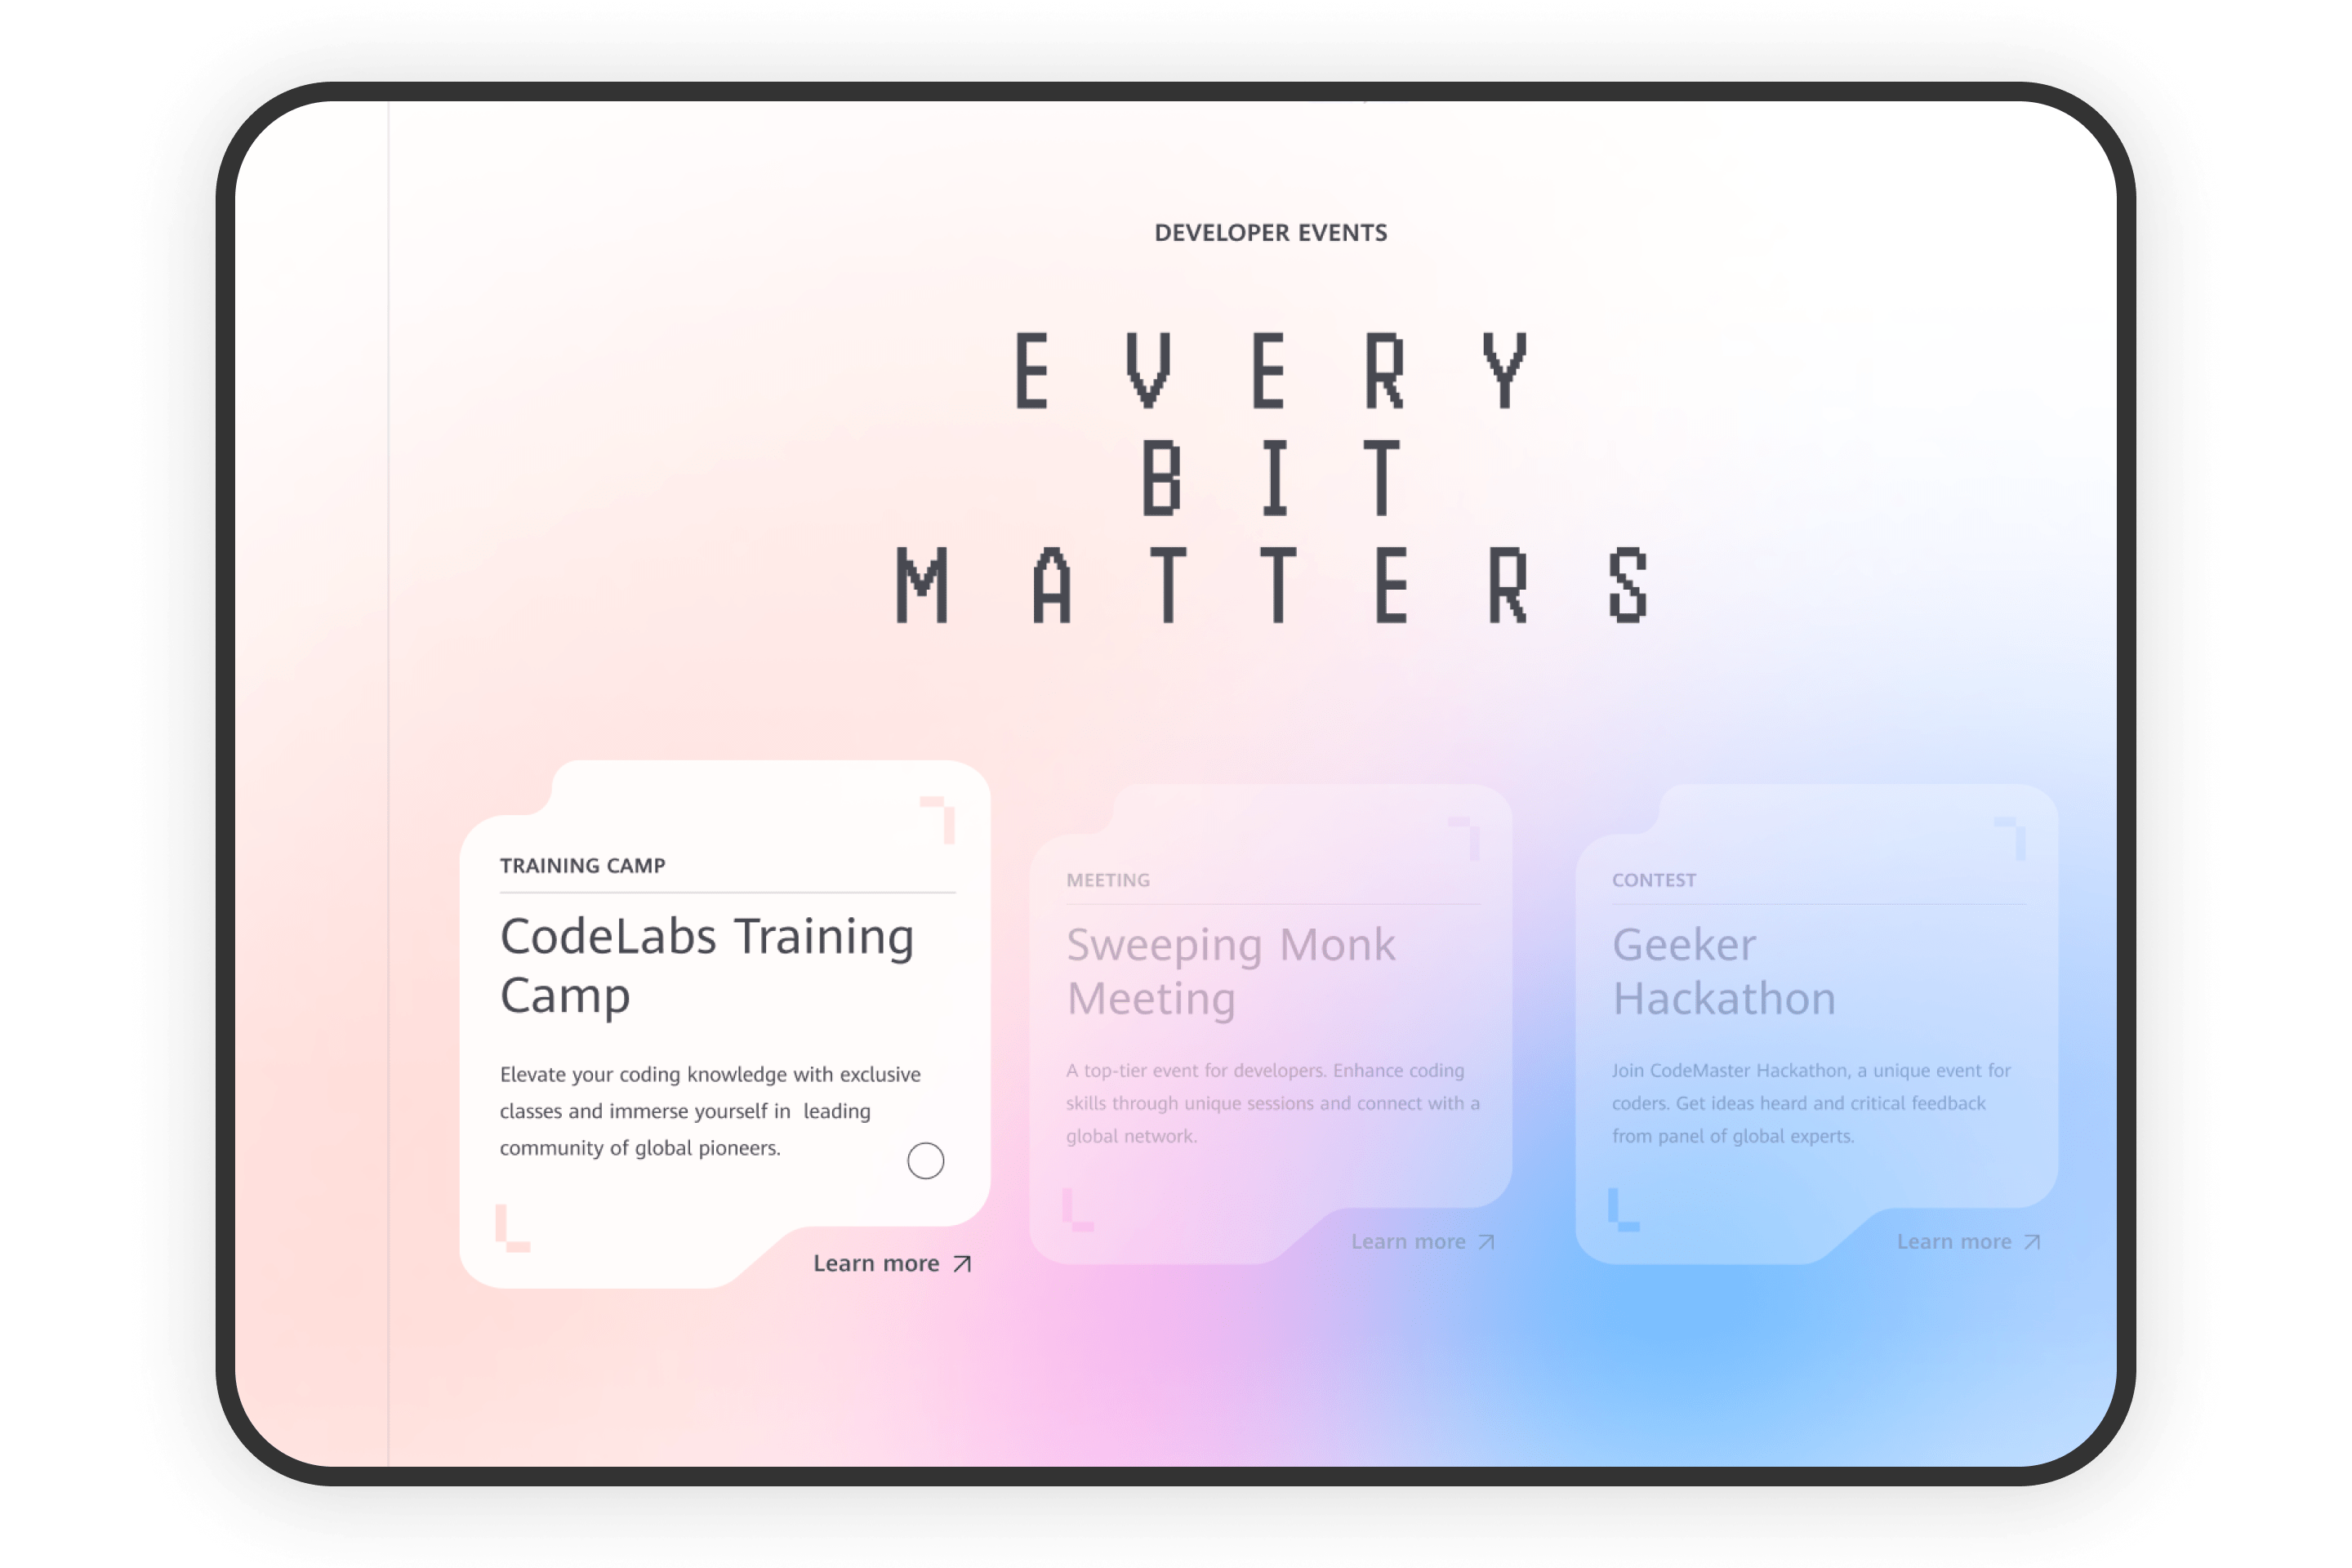 DEVELOPER EVENTS
EVERY
BIT
MATTERS
TRAINING CAMP
CodeLabs Training
Camp
Elevate your coding knowledge with exclusive
classes and immerse yourself in  leading
community of global pioneers.
Learn more
MEETING
Sweeping Monk
Meeting
A top-tier event for developers. Enhance coding
skills through unique sessions and connect with a
global network.
Learn more
CONTEST
Geeker
Hackathon
Join CodeMaster Hackathon, a unique event for
coders. Get ideas heard and critical feedback
from panel of global experts.
Learn more